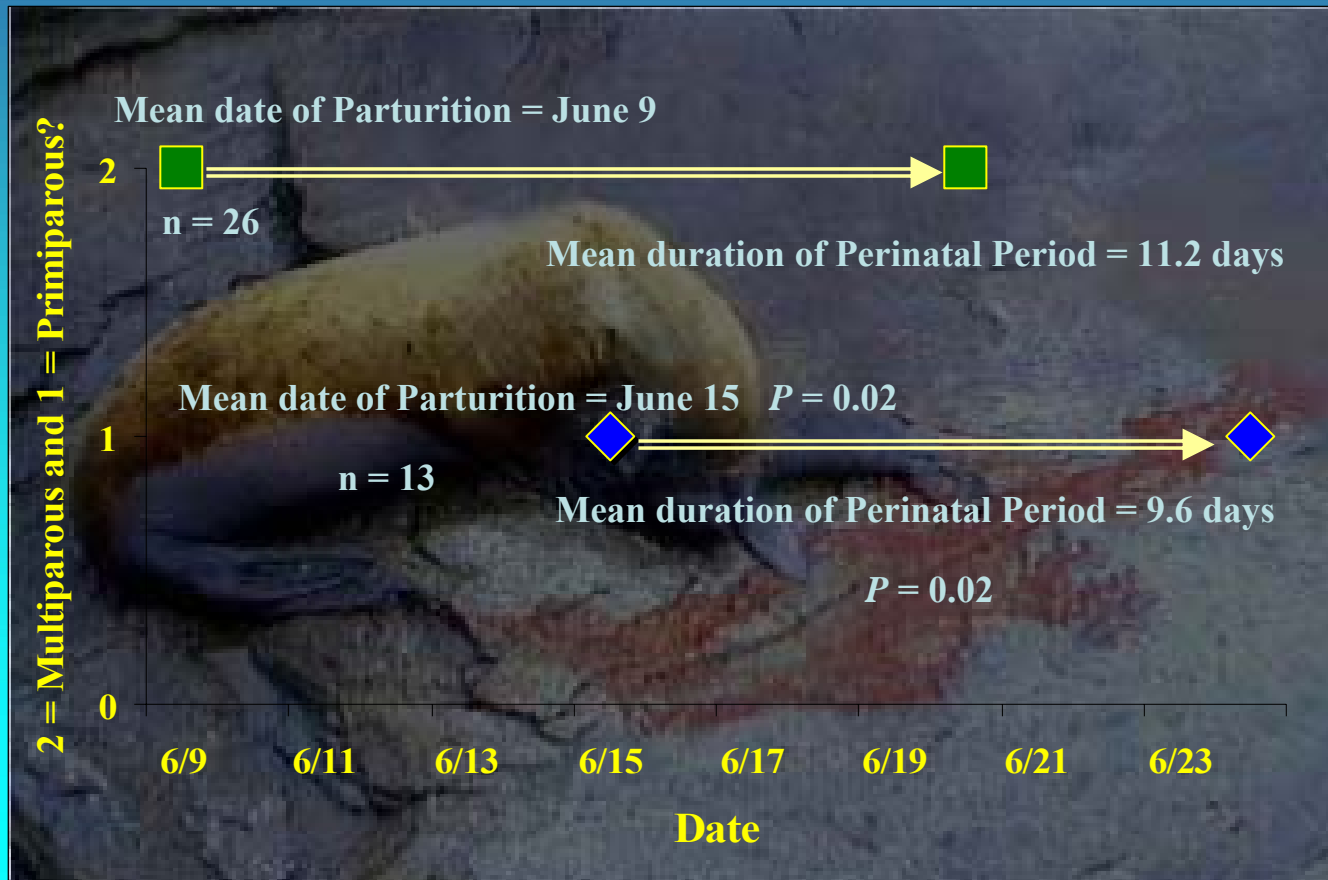 Mean date of Parturition = June 9
2
n = 26
Mean duration of Perinatal Period = 11.2 days
Mean date of Parturition = June 15 P = 0.02
1
n = 13
Mean duration of Perinatal Period = 9.6 days
P = 0.02
0
2 = Multiparous and 1 = Primiparous?
6/9 6/11 6/13 6/15 6/17 6/19 6/21 6/23
Date